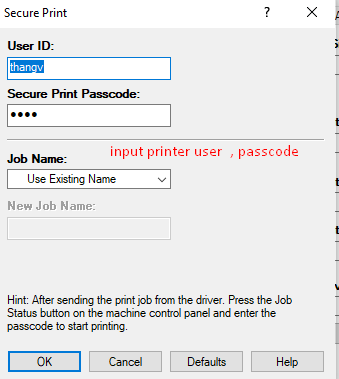 Secure Print
User ID:
thangv
Secure Print Passcode:
●●●●
Job Name:
input printer user , passcode
Use Existing Name
New Job Name:
Hint: After sending the print job from the driver. Press the Job
Status button on the machine control panel and enter the
passcode to start printing.
OK
Cancel
Defaults
Help